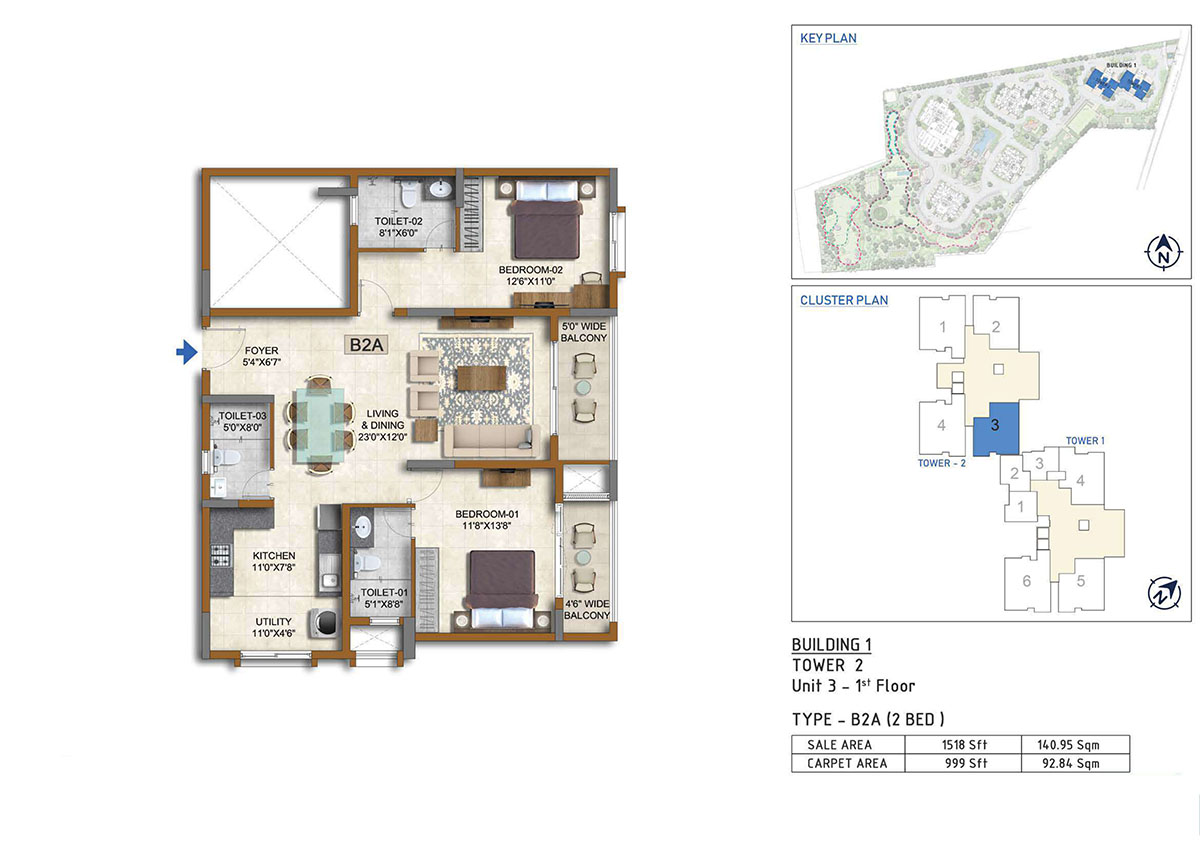 TOILET-02
8'1"X6'0"
BEDROOM-02
12'6"X11'0"
FOYER
5'4"X6'7"
B2A
5'0" WIDE
BALCONY
TOILET-03
5'0"X8'0"
LIVING
& DINING
23'0"X12'0"
BEDROOM-01
11'8"X13'8"
KITCHEN
11'0"X7'8"
TOILET-01
5'1"X8'8"
UTILITY
11'0"X4'6"
4'6" WIDE
BALCONY
KEY PLAN
BUILDING 1
N
CLUSTER PLAN
1
2
4
3
TOWER - 2
TOWER 1
2
3
4
1
6
5
N
BUILDING 1
TOWER 2
Unit 3 - 1st Floor
TYPE - B2A (2 BED )
SALE AREA 1518 Sft 140.95 Sqm
CARPET AREA 999 Sft 92.84 Sqm